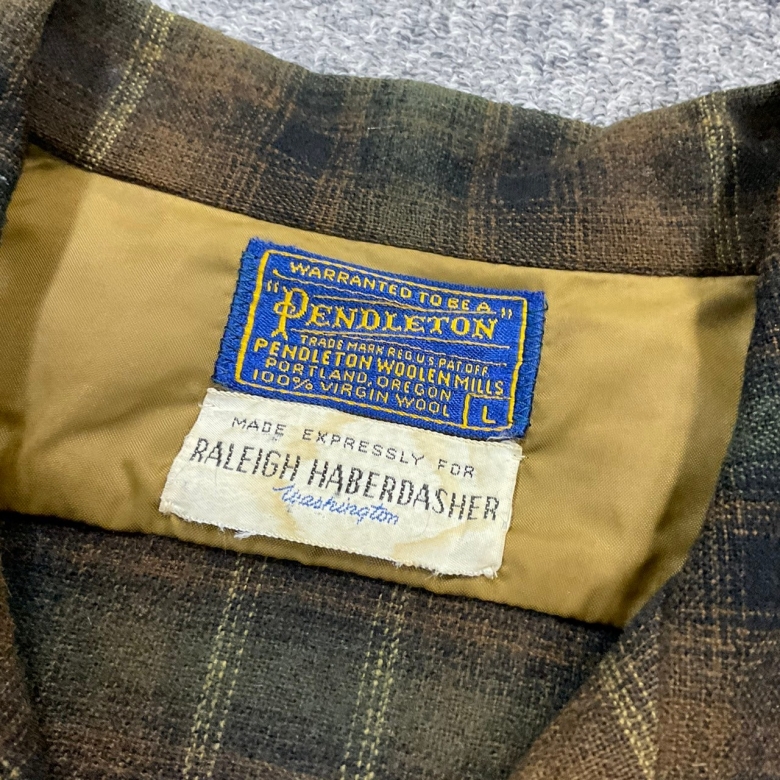 WARRANTED TO BE A
"PENDLETON"
TRADE MARK REG. U.S. PAT. OFF.
PENDLETON WOOLEN MILLS
PORTLAND, OREGON
100% VIRGIN WOOL L
MADE EXPRESSLY FOR
RALEIGH HABERDASHER
Washington